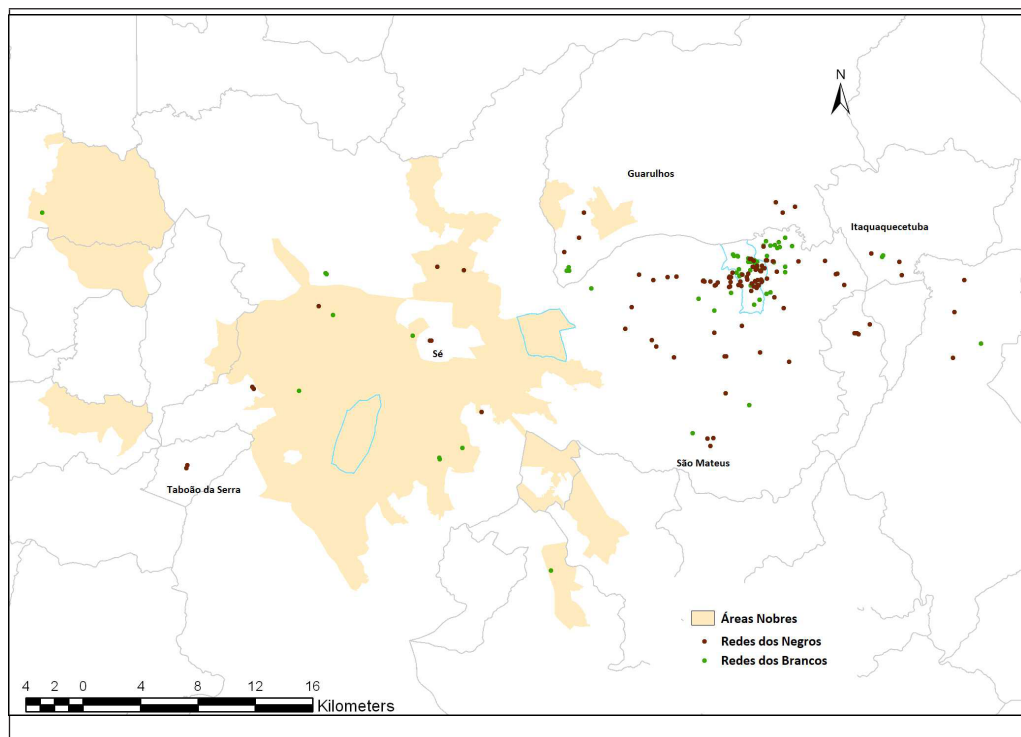 N
Guarulhos
Itaquaquecetuba
Sé
São Mateus
Taboão da Serra
Áreas Nobres
Redes dos Negros
Redes dos Brancos
4 2 0 4 8 12 16
Kilometers